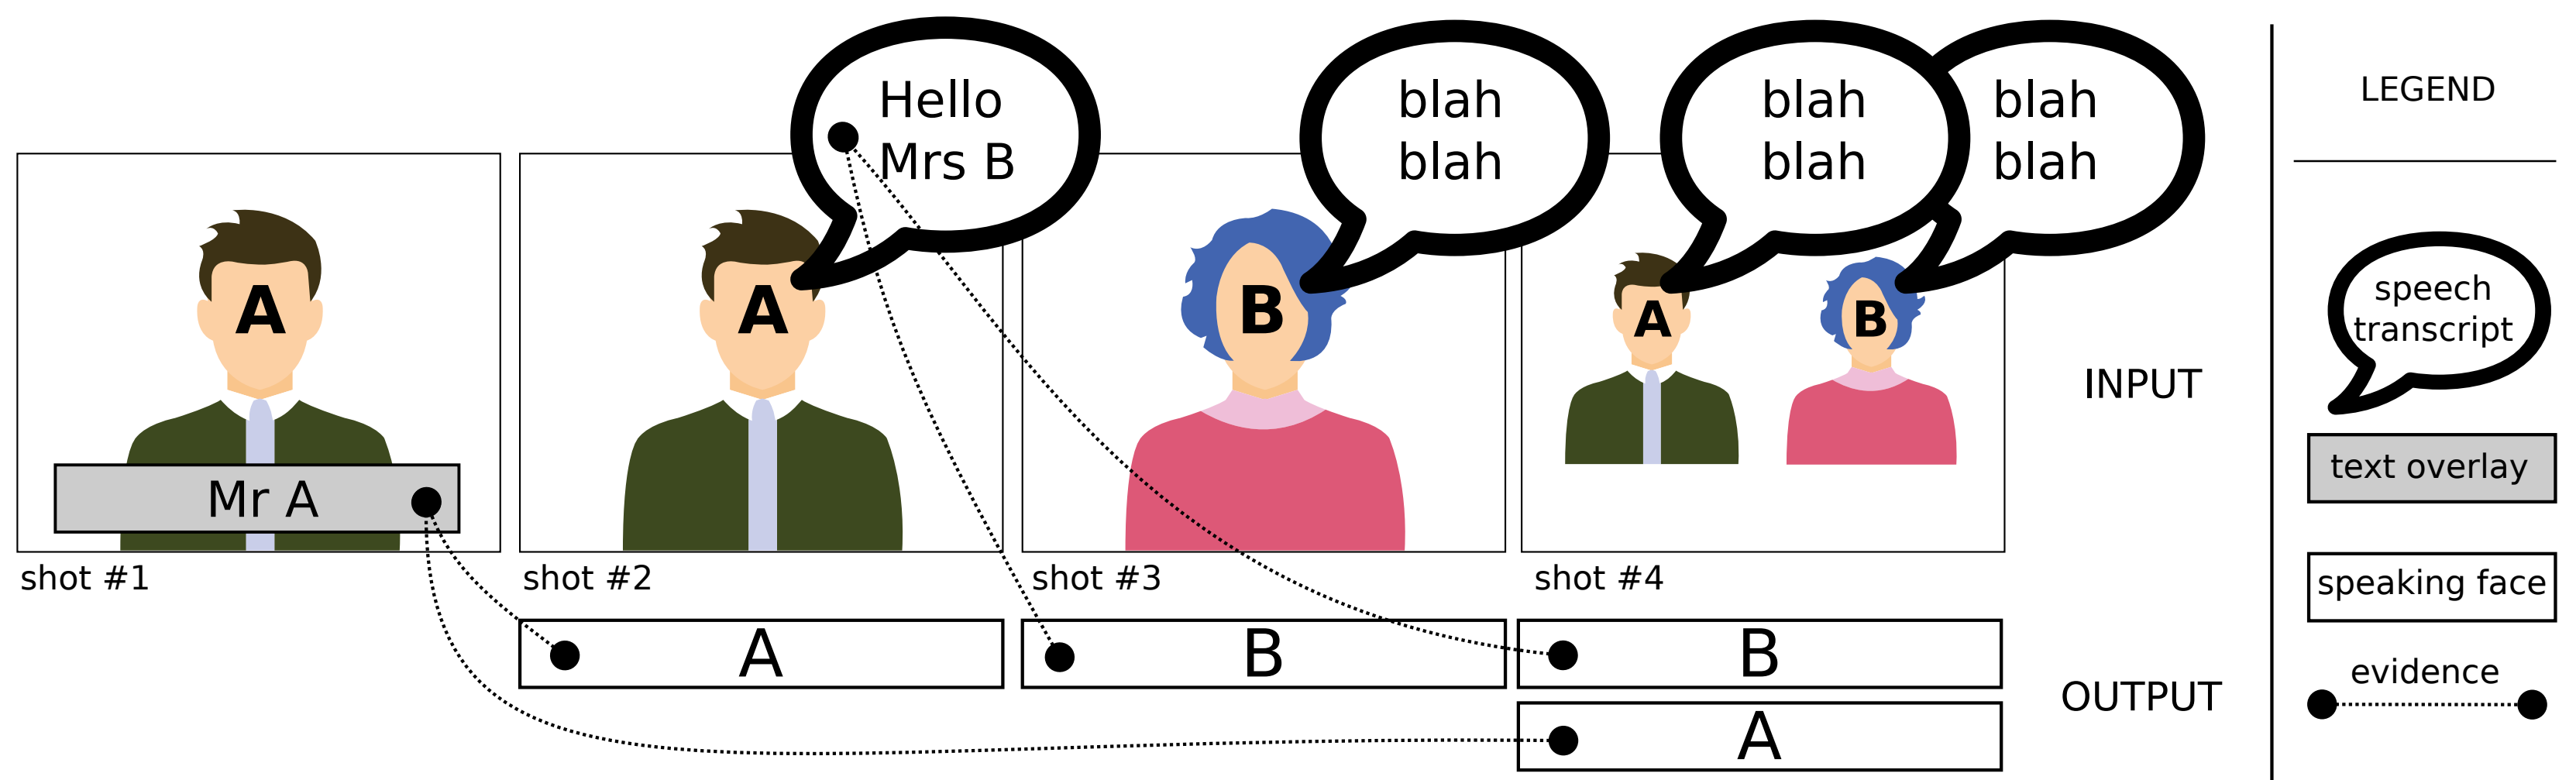 Hello
Mrs B
blah
blah
blah
blah
blah
blah
A
A
B
A
B
Mr A
shot #1
shot #2
shot #3
shot #4
INPUT
A
B
B
A
OUTPUT
LEGEND
speech
transcript
text overlay
speaking face
evidence